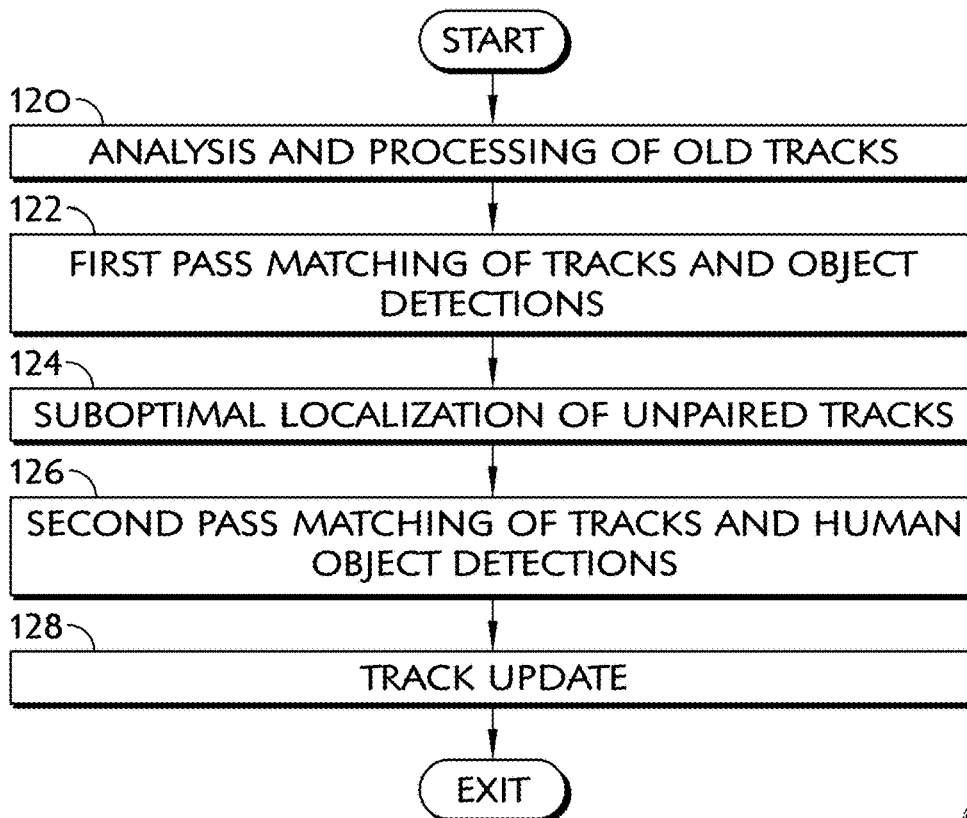 START
120
ANALYSIS AND PROCESSING OF OLD TRACKS
122
FIRST PASS MATCHING OF TRACKS AND OBJECT
DETECTIONS
124
SUBOPTIMAL LOCALIZATION OF UNPAIRED TRACKS
126
SECOND PASS MATCHING OF TRACKS AND HUMAN
OBJECT DETECTIONS
128
TRACK UPDATE
EXIT